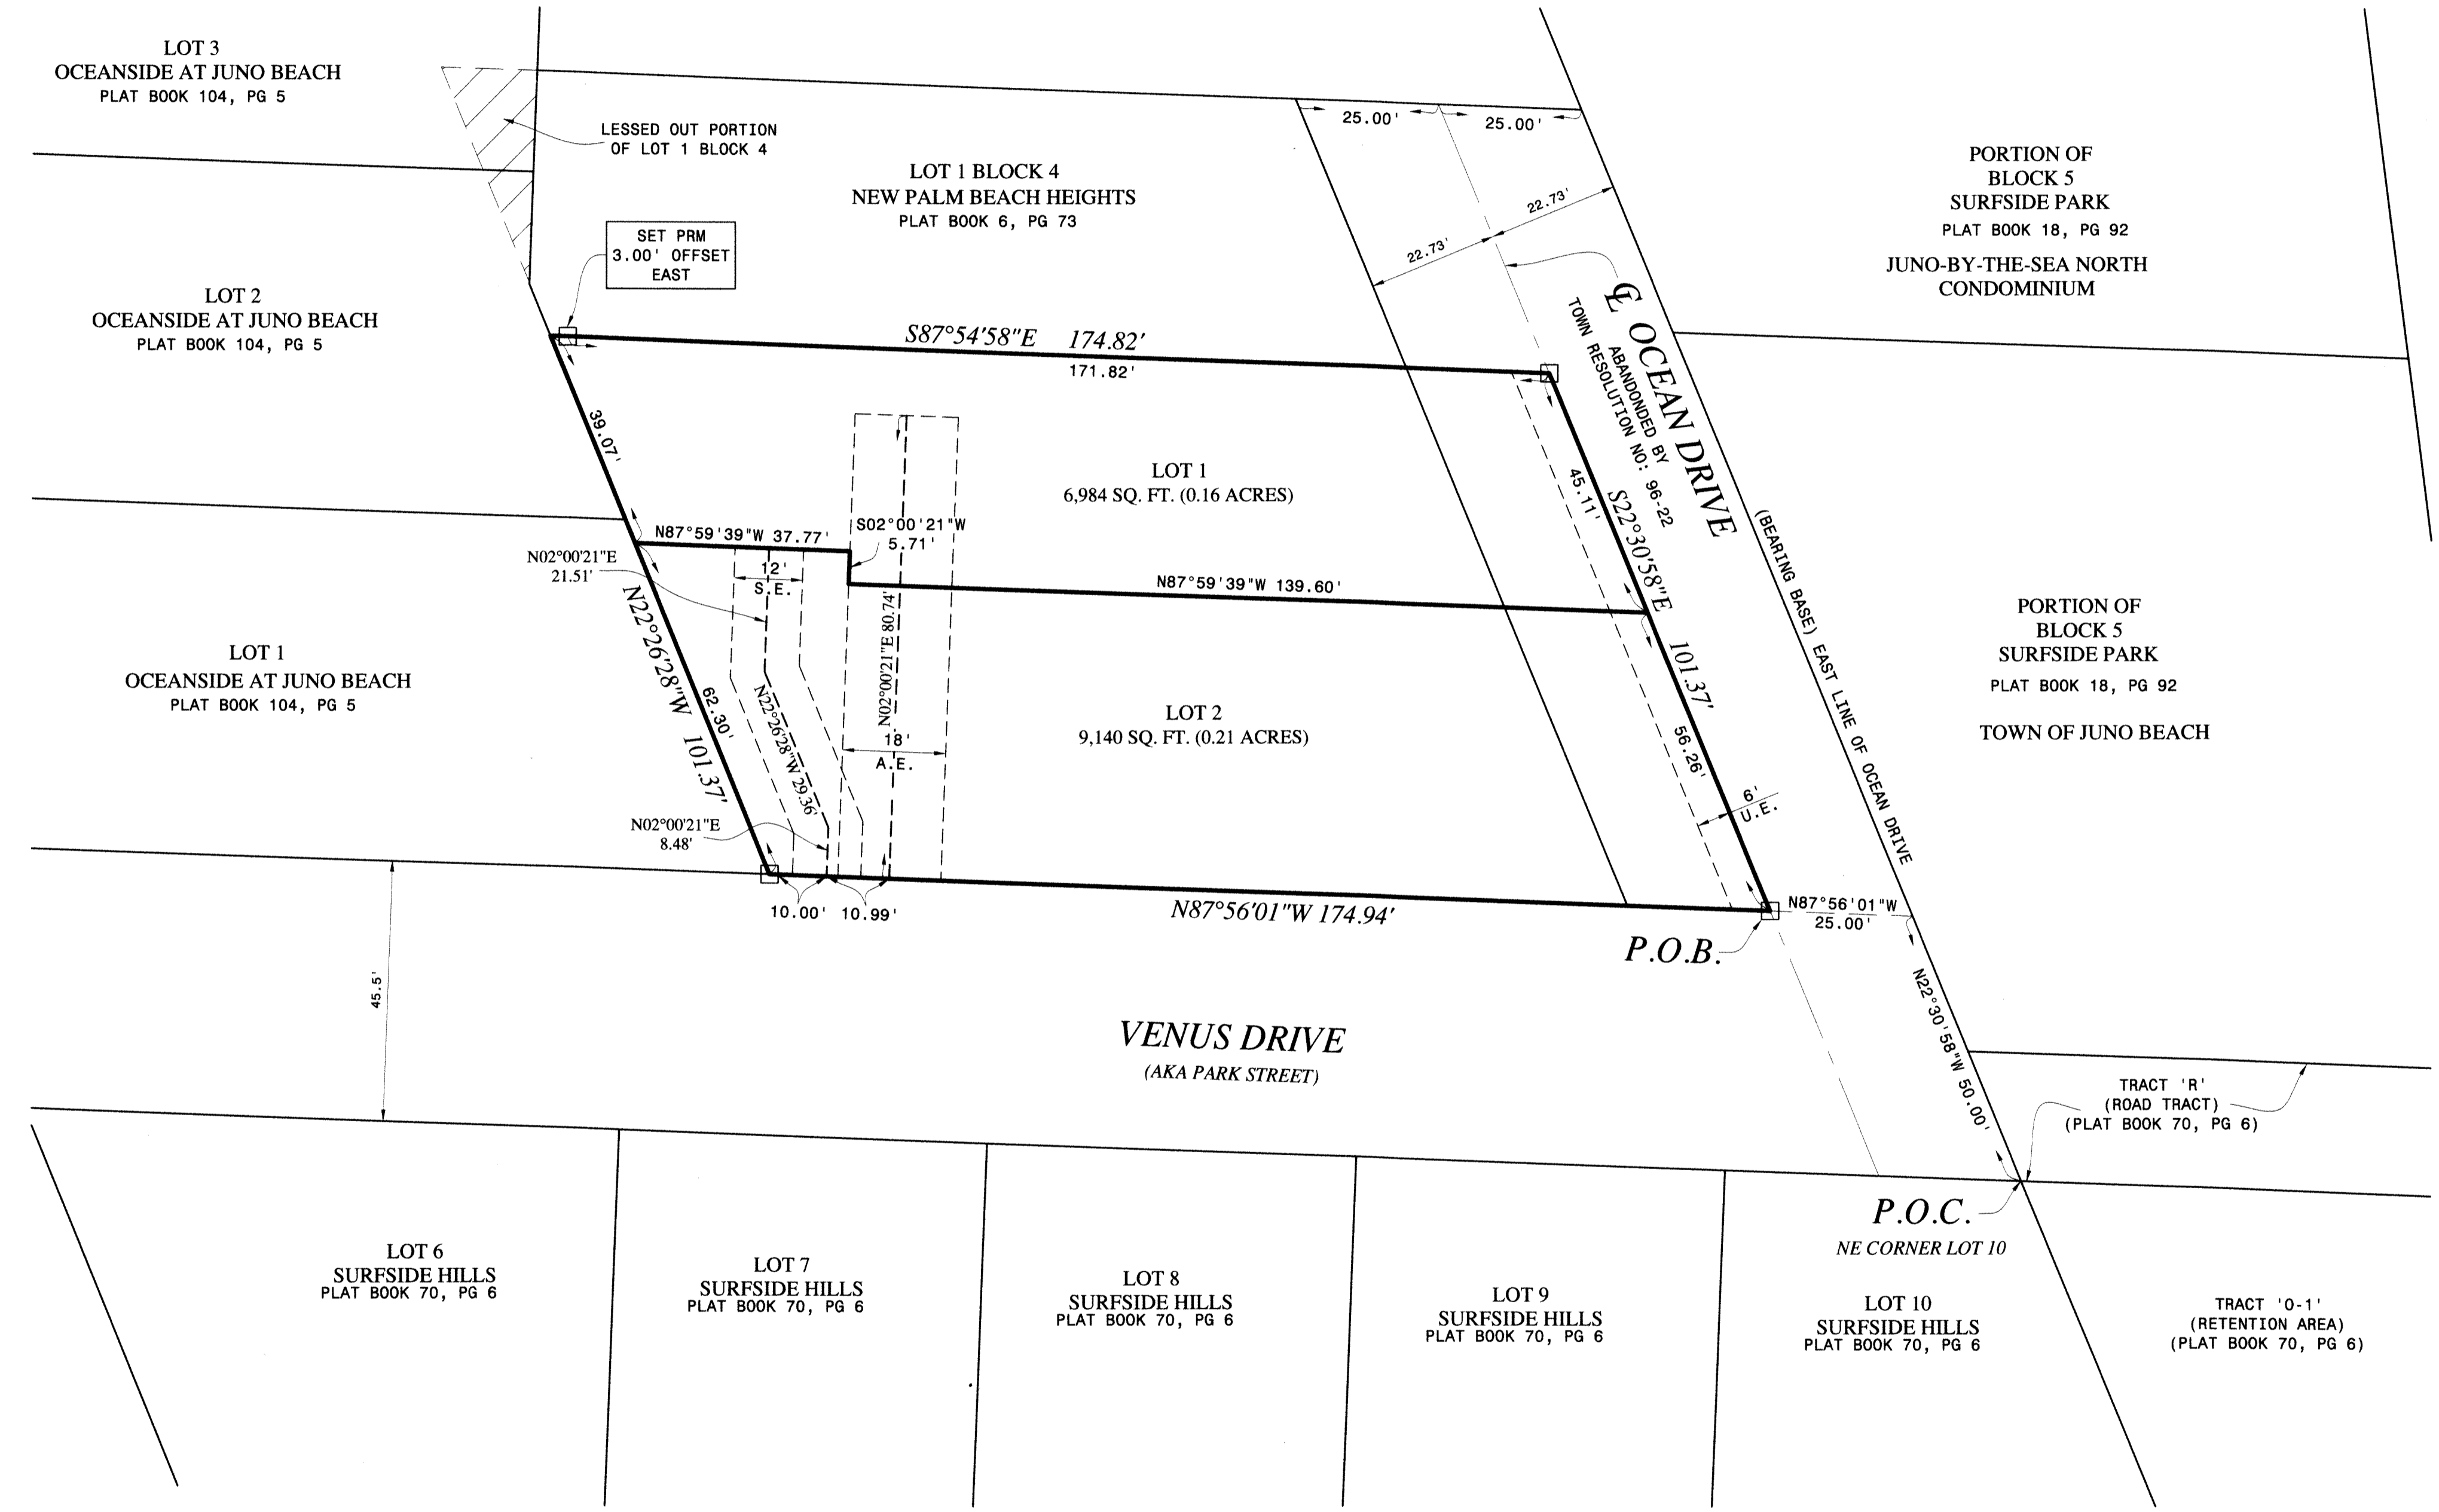 LOT 3
OCEANSIDE AT JUNO BEACH
PLAT BOOK 104, PG 5
LESSED OUT PORTION
OF LOT 1 BLOCK 4
LOT 1 BLOCK 4
NEW PALM BEACH HEIGHTS
PLAT BOOK 6, PG 73
25.00'
25.00'
22.73'
22.73'
PORTION OF
BLOCK 5
SURFSIDE PARK
PLAT BOOK 18, PG 92
JUNO-BY-THE-SEA NORTH
CONDOMINIUM
SET PRM
3.00' OFFSET
EAST
LOT 2
OCEANSIDE AT JUNO BEACH
PLAT BOOK 104, PG 5
S87°54'58"E 174.82'
171.82'
℄ OCEAN DRIVE
ABANDONDED BY
TOWN RESOLUTION NO: 96-22
39.07'
LOT 1
6,984 SQ. FT. (0.16 ACRES)
45.11'
S22°30'58"E 101.37'
(BEARING BASE) EAST LINE OF OCEAN DRIVE
N87°59'39"W 37.77'
S02°00'21"W
5.71'
N02°00'21"E
21.51'
12'
S.E.
N87°59'39"W 139.60'
N02°00'21"E 80.74'
N22°26'28"W 101.37'
62.30'
N22°26'28"W 29.36'
18'
A.E.
LOT 1
OCEANSIDE AT JUNO BEACH
PLAT BOOK 104, PG 5
LOT 2
9,140 SQ. FT. (0.21 ACRES)
56.26'
6'
U.E.
PORTION OF
BLOCK 5
SURFSIDE PARK
PLAT BOOK 18, PG 92
TOWN OF JUNO BEACH
N02°00'21"E
8.48'
10.00'
10.99'
N87°56'01"W 174.94'
N87°56'01"W
25.00'
P.O.B.
N22°30'58"W 50.00'
45.5'
VENUS DRIVE
(AKA PARK STREET)
TRACT 'R'
(ROAD TRACT)
(PLAT BOOK 70, PG 6)
P.O.C.
NE CORNER LOT 10
LOT 6
SURFSIDE HILLS
PLAT BOOK 70, PG 6
LOT 7
SURFSIDE HILLS
PLAT BOOK 70, PG 6
LOT 8
SURFSIDE HILLS
PLAT BOOK 70, PG 6
LOT 9
SURFSIDE HILLS
PLAT BOOK 70, PG 6
LOT 10
SURFSIDE HILLS
PLAT BOOK 70, PG 6
TRACT 'O-1'
(RETENTION AREA)
(PLAT BOOK 70, PG 6)